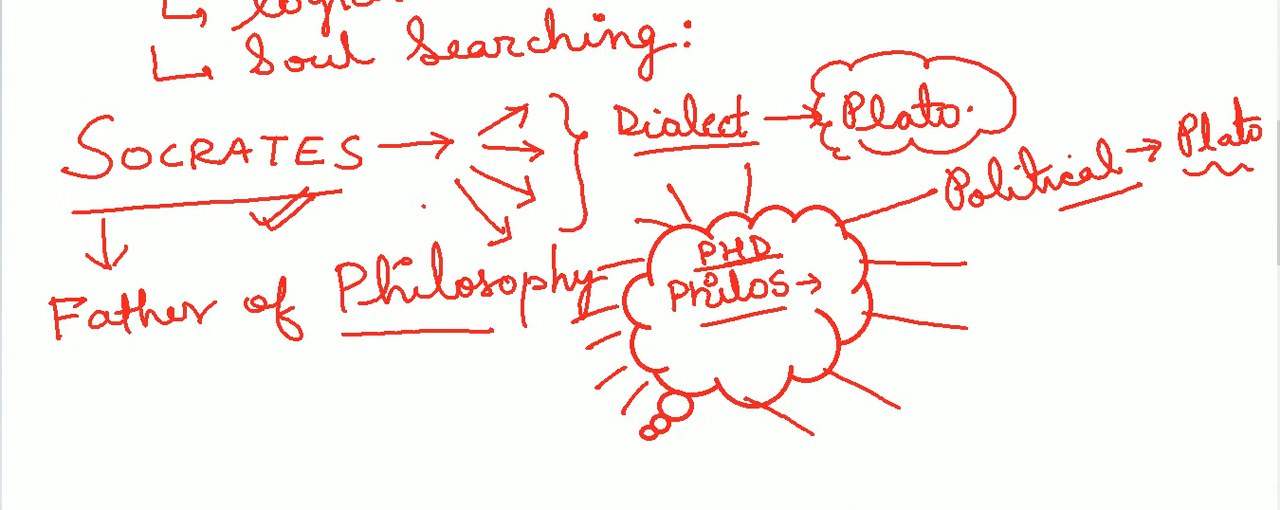 Soul Searching:
SOCRATES → Dialect → Plato.
Political → Plato
Father of Philosophy
PHD
PHilOS →